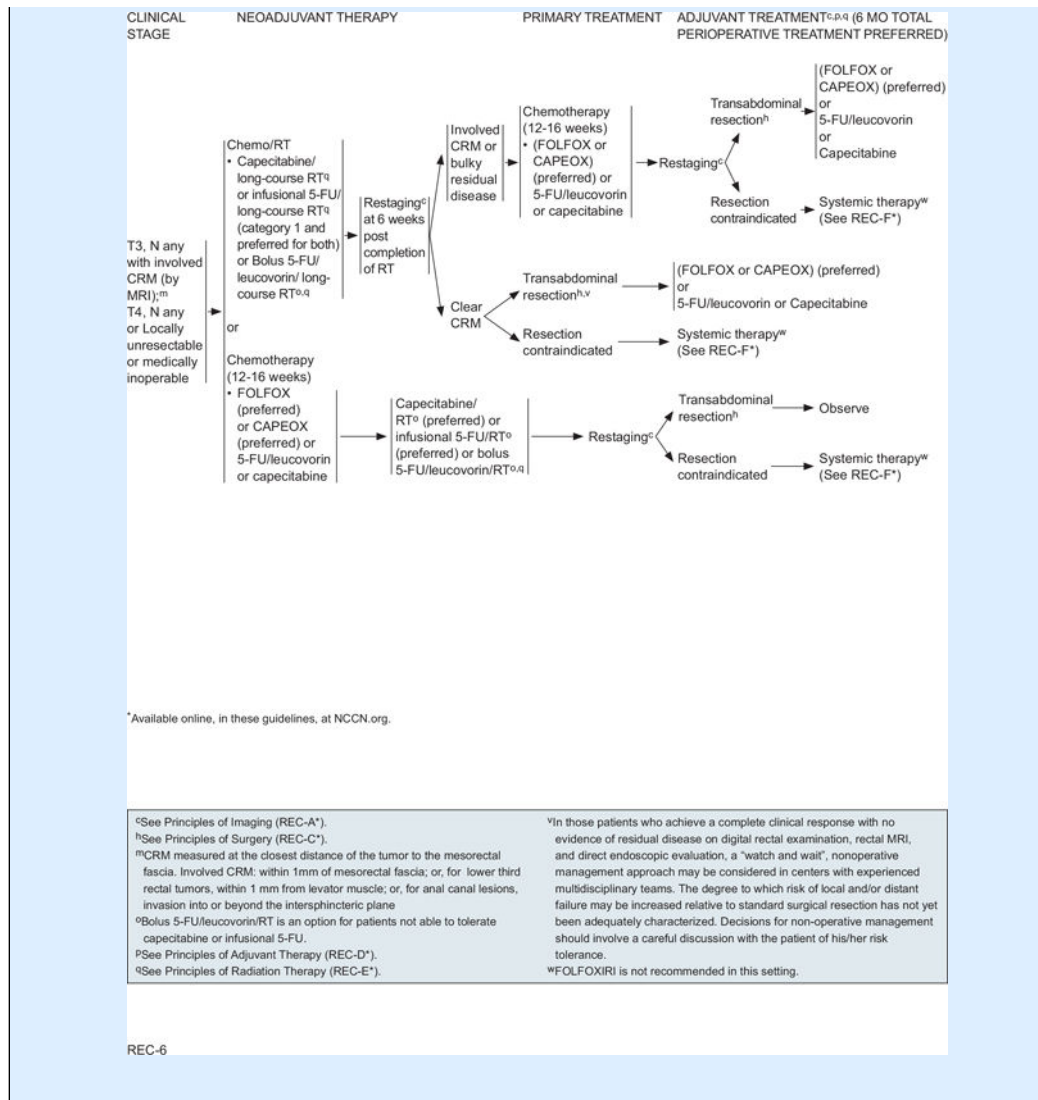 CLINICAL
STAGE
NEOADJUVANT THERAPY
PRIMARY TREATMENT
ADJUVANT TREATMENTc,p,q (6 MO TOTAL
PERIOPERATIVE TREATMENT PREFERRED)
T3, N any
with involved
CRM (by
MRI);m
T4, N any
or Locally
unresectable
or medically
inoperable
Chemo/RT
• Capecitabine/
long-course RTq
or infusional 5-FU/
long-course RTq
(category 1 and
preferred for both)
or Bolus 5-FU/
leucovorin/ long-
course RTo,q
or
Chemotherapy
(12-16 weeks)
• FOLFOX
(preferred)
or CAPEOX
(preferred) or
5-FU/leucovorin
or capecitabine
Restagingc
at 6 weeks
post
completion
of RT
Involved
CRM or
bulky
residual
disease
Chemotherapy
(12-16 weeks)
• (FOLFOX or
CAPEOX)
(preferred) or
5-FU/leucovorin
or capecitabine
Restagingc
Transabdominal
resectionh
(FOLFOX or
CAPEOX) (preferred)
or
5-FU/leucovorin
or
Capecitabine
Resection
contraindicated
Systemic therapyw
(See REC-F*)
Clear
CRM
Transabdominal
resectionh,v
(FOLFOX or CAPEOX) (preferred)
or
5-FU/leucovorin or Capecitabine
Resection
contraindicated
Systemic therapyw
(See REC-F*)
Capecitabine/
RTo (preferred) or
infusional 5-FU/RTo
(preferred) or bolus
5-FU/leucovorin/RTo,q
Restagingc
Transabdominal
resectionh
Observe
Resection
contraindicated
Systemic therapyw
(See REC-F*)
*Available online, in these guidelines, at NCCN.org.
cSee Principles of Imaging (REC-A*).
hSee Principles of Surgery (REC-C*).
mCRM measured at the closest distance of the tumor to the mesorectal
fascia. Involved CRM: within 1mm of mesorectal fascia; or, for lower third
rectal tumors, within 1 mm from levator muscle; or, for anal canal lesions,
invasion into or beyond the intersphincteric plane
oBolus 5-FU/leucovorin/RT is an option for patients not able to tolerate
capecitabine or infusional 5-FU.
pSee Principles of Adjuvant Therapy (REC-D*).
qSee Principles of Radiation Therapy (REC-E*).
vIn those patients who achieve a complete clinical response with no
evidence of residual disease on digital rectal examination, rectal MRI,
and direct endoscopic evaluation, a "watch and wait", nonoperative
management approach may be considered in centers with experienced
multidisciplinary teams. The degree to which risk of local and/or distant
failure may be increased relative to standard surgical resection has not yet
been adequately characterized. Decisions for non-operative management
should involve a careful discussion with the patient of his/her risk
tolerance.
wFOLFOXIRI is not recommended in this setting.
REC-6